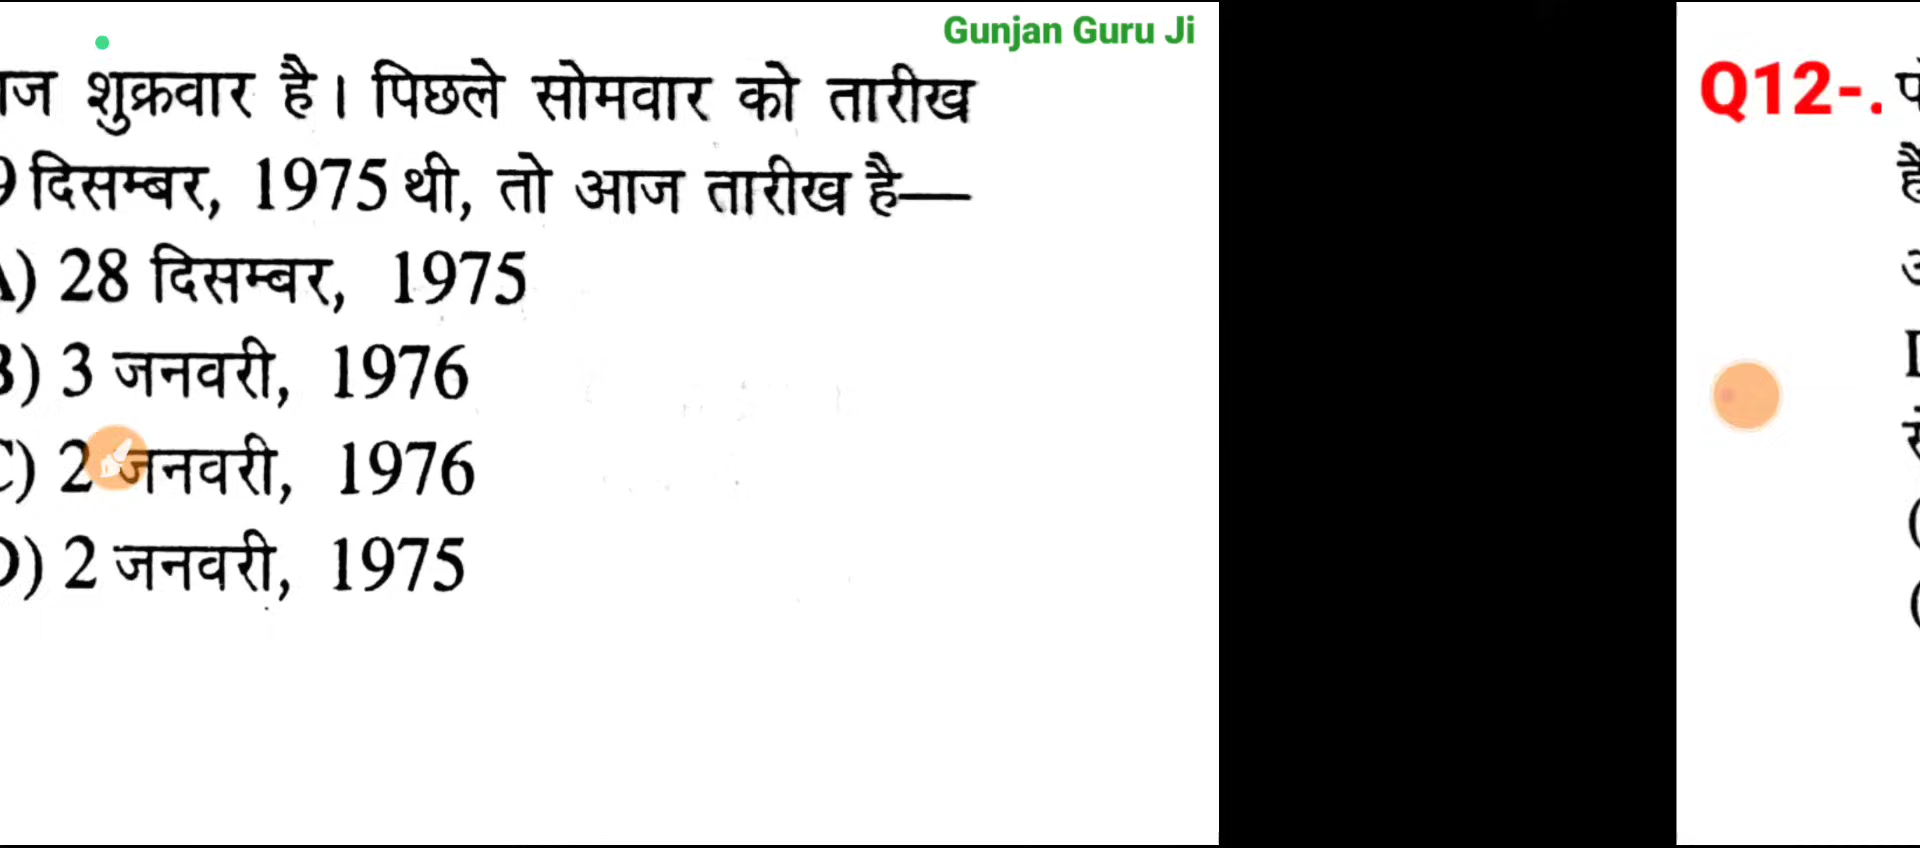 Gunjan Guru Ji
शुक्रवार है। पिछले सोमवार को तारीख
9 दिसम्बर, 1975 थी, तो आज तारीख है—
A) 28 दिसम्बर, 1975
B) 3 जनवरी, 1976
C) 2 जनवरी, 1976
D) 2 जनवरी, 1975
Q12-.